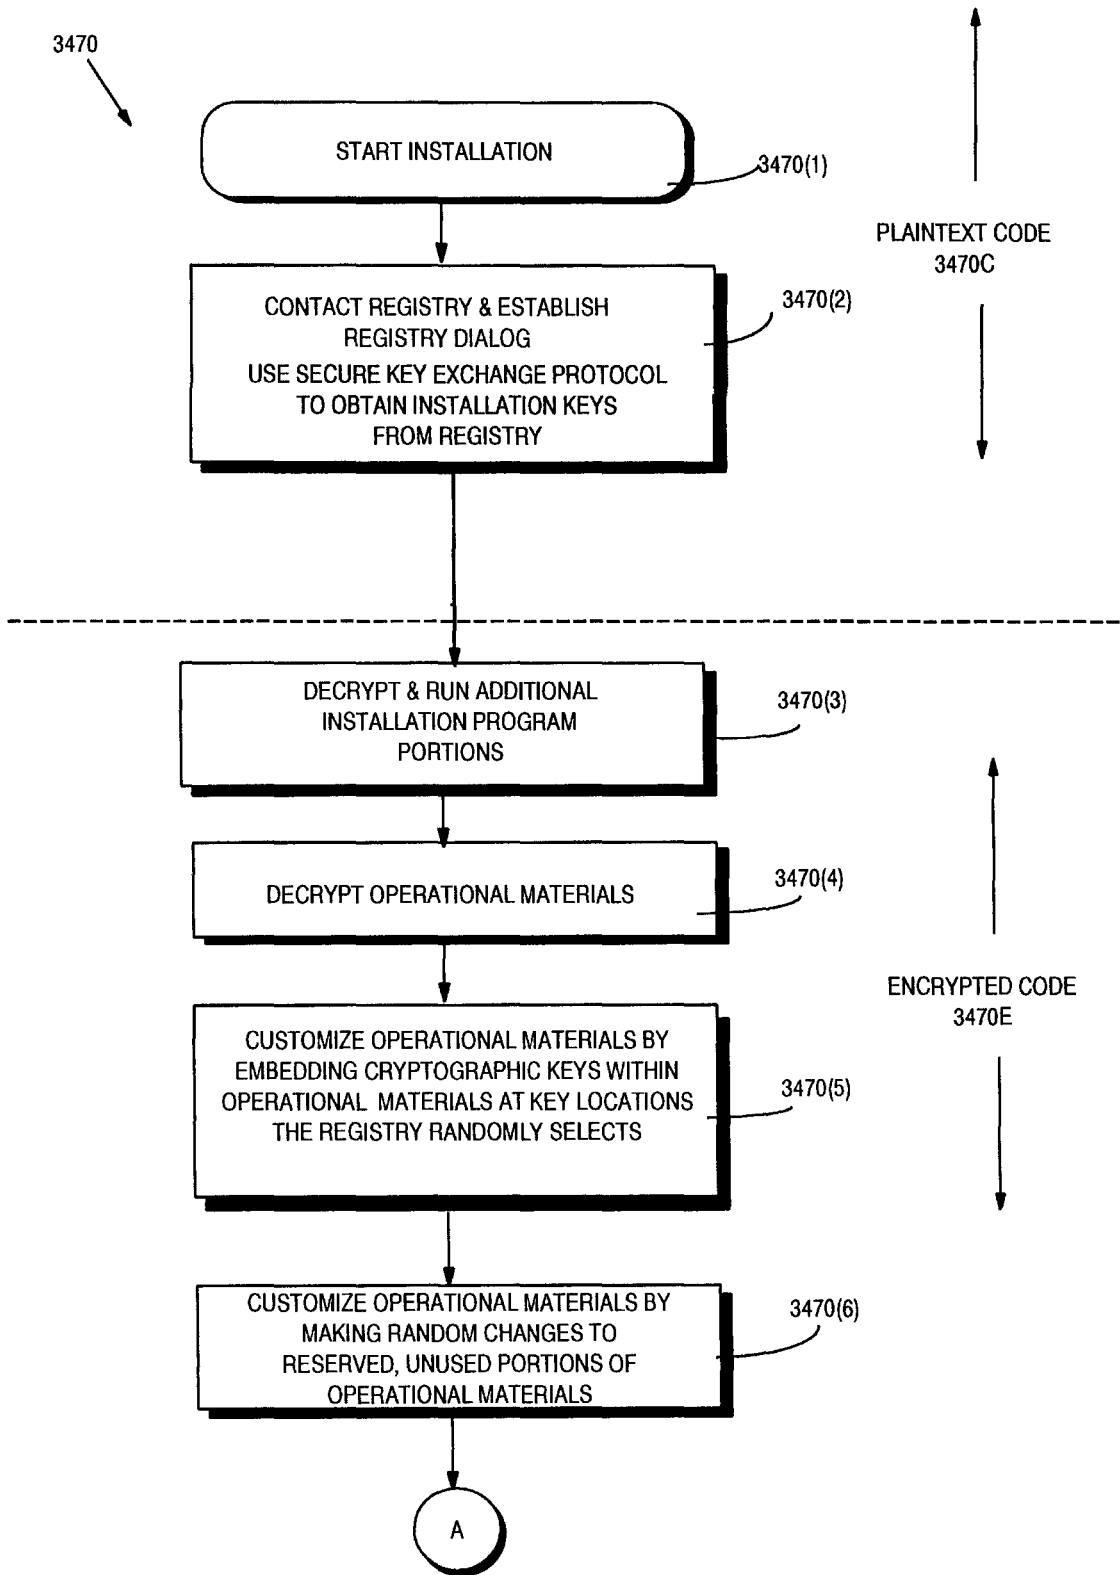 3470
START INSTALLATION
3470(1)
PLAINTEXT CODE
3470C
CONTACT REGISTRY & ESTABLISH
REGISTRY DIALOG
USE SECURE KEY EXCHANGE PROTOCOL
TO OBTAIN INSTALLATION KEYS
FROM REGISTRY
3470(2)
DECRYPT & RUN ADDITIONAL
INSTALLATION PROGRAM
PORTIONS
3470(3)
DECRYPT OPERATIONAL MATERIALS
3470(4)
ENCRYPTED CODE
3470E
CUSTOMIZE OPERATIONAL MATERIALS BY
EMBEDDING CRYPTOGRAPHIC KEYS WITHIN
OPERATIONAL MATERIALS AT KEY LOCATIONS
THE REGISTRY RANDOMLY SELECTS
3470(5)
CUSTOMIZE OPERATIONAL MATERIALS BY
MAKING RANDOM CHANGES TO
RESERVED, UNUSED PORTIONS OF
OPERATIONAL MATERIALS
3470(6)
A